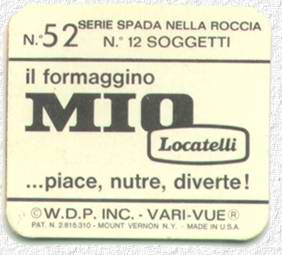 N.° 52 SERIE SPADA NELLA ROCCIA
N.° 12 SOGGETTI
il formaggino
MIO
Locatelli
...piace, nutre, diverte!
© W.D.P. INC. - VARI-VUE ®
PAT. N. 2.815.310 - MOUNT VERNON N.Y. - MADE IN U.S.A